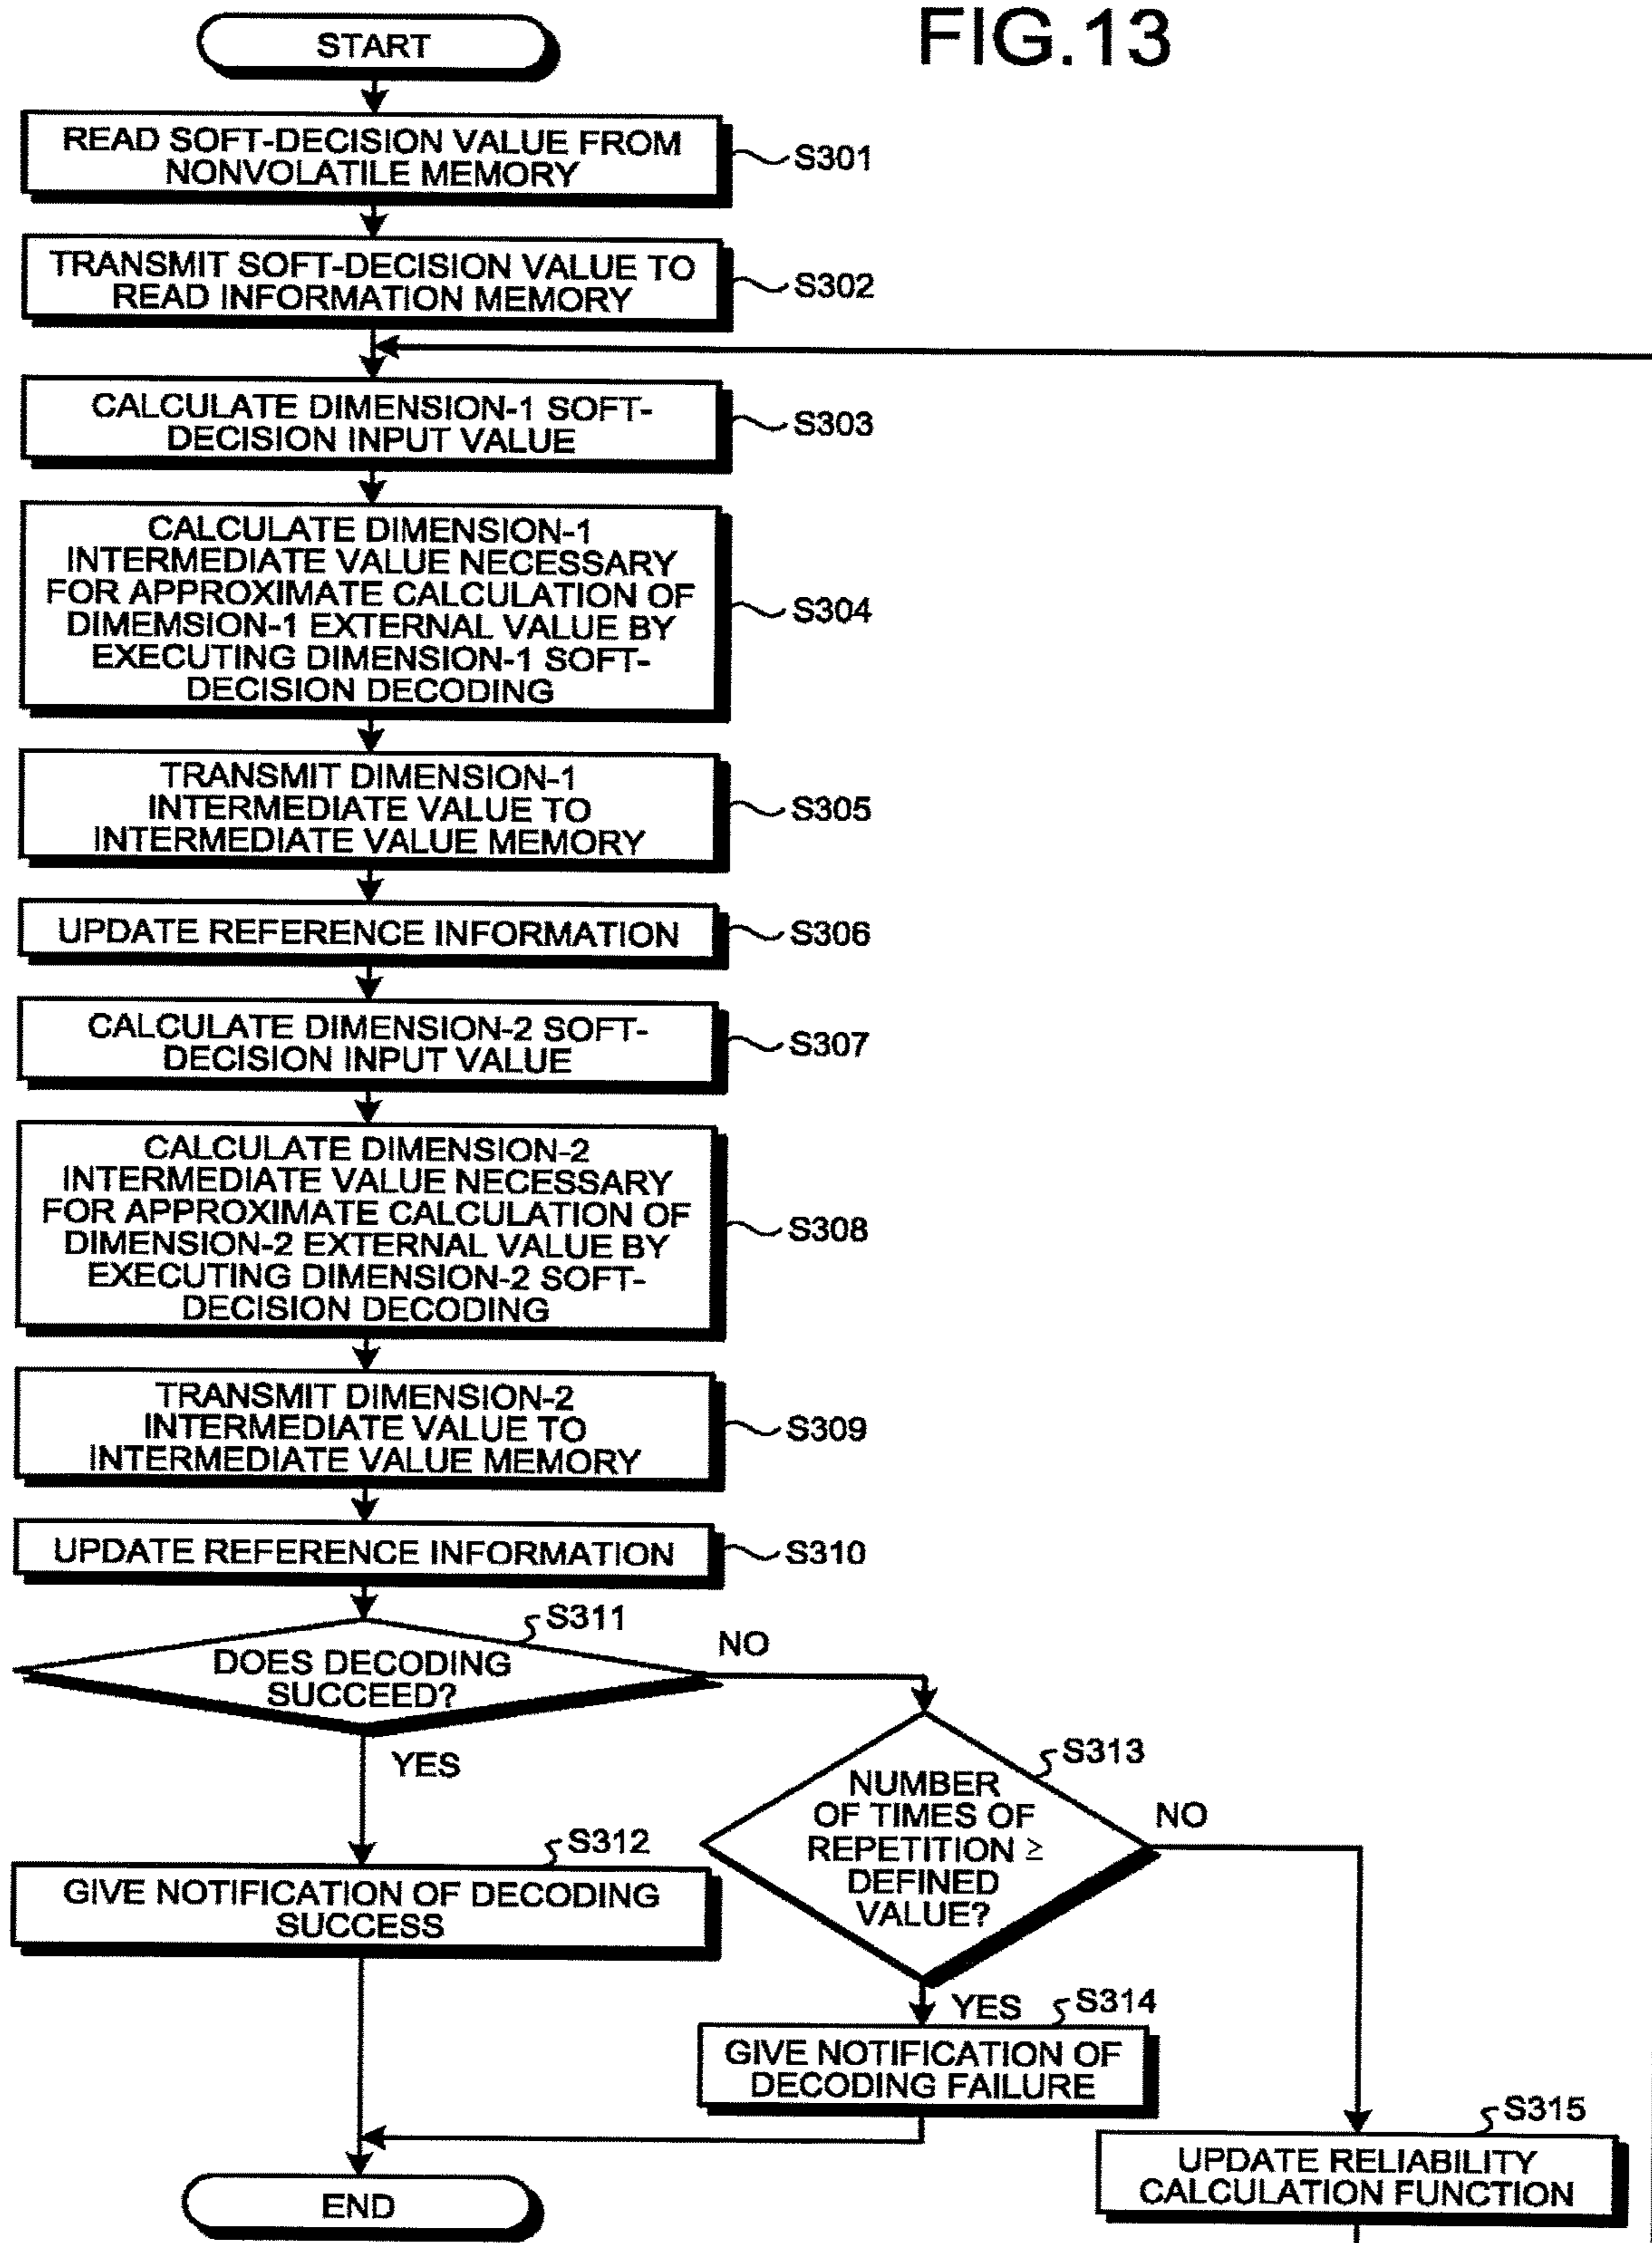 FIG.13
START
READ SOFT-DECISION VALUE FROM
NONVOLATILE MEMORY
S301
TRANSMIT SOFT-DECISION VALUE TO
READ INFORMATION MEMORY
S302
CALCULATE DIMENSION-1 SOFT-
DECISION INPUT VALUE
S303
CALCULATE DIMENSION-1
INTERMEDIATE VALUE NECESSARY
FOR APPROXIMATE CALCULATION OF
DIMEMSION-1 EXTERNAL VALUE BY
EXECUTING DIMENSION-1 SOFT-
DECISION DECODING
S304
TRANSMIT DIMENSION-1
INTERMEDIATE VALUE TO
INTERMEDIATE VALUE MEMORY
S305
UPDATE REFERENCE INFORMATION
S306
CALCULATE DIMENSION-2 SOFT-
DECISION INPUT VALUE
S307
CALCULATE DIMENSION-2
INTERMEDIATE VALUE NECESSARY
FOR APPROXIMATE CALCULATION OF
DIMENSION-2 EXTERNAL VALUE BY
EXECUTING DIMENSION-2 SOFT-
DECISION DECODING
S308
TRANSMIT DIMENSION-2
INTERMEDIATE VALUE TO
INTERMEDIATE VALUE MEMORY
S309
UPDATE REFERENCE INFORMATION
S310
S311
DOES DECODING
SUCCEED?
NO
YES
S313
NUMBER
OF TIMES OF
REPETITION ≥
DEFINED
VALUE?
NO
S312
GIVE NOTIFICATION OF DECODING
SUCCESS
YES
S314
GIVE NOTIFICATION OF
DECODING FAILURE
S315
UPDATE RELIABILITY
CALCULATION FUNCTION
END